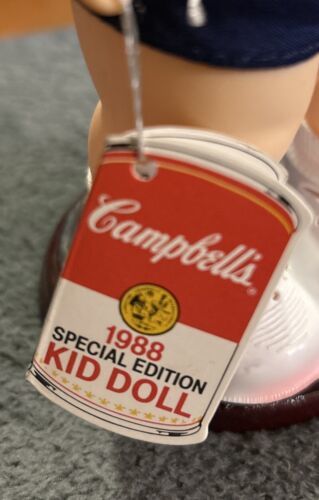 Campbell's®
1988
SPECIAL EDITION
KID DOLL